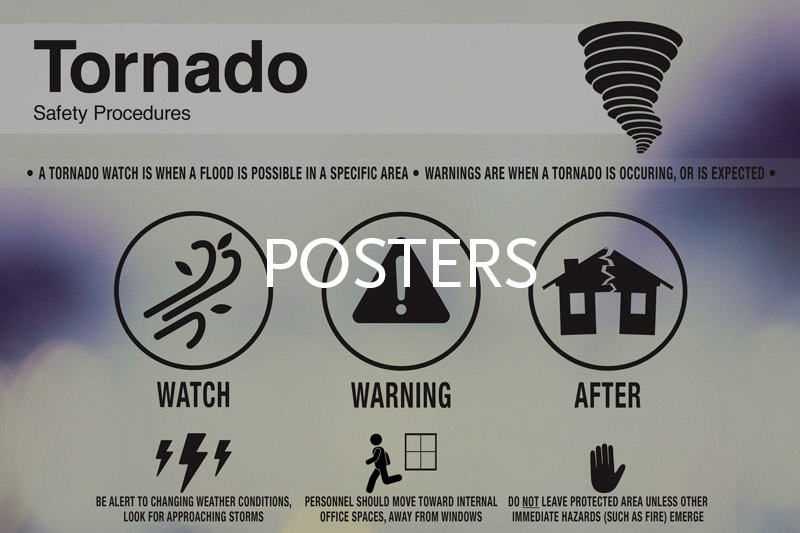 Tornado
Safety Procedures
• A TORNADO WATCH IS WHEN A FLOOD IS POSSIBLE IN A SPECIFIC AREA • WARNINGS ARE WHEN A TORNADO IS OCCURING, OR IS EXPECTED •
POSTERS
WATCH
WARNING
AFTER
BE ALERT TO CHANGING WEATHER CONDITIONS,
LOOK FOR APPROACHING STORMS
PERSONNEL SHOULD MOVE TOWARD INTERNAL
OFFICE SPACES, AWAY FROM WINDOWS
DO NOT LEAVE PROTECTED AREA UNLESS OTHER
IMMEDIATE HAZARDS (SUCH AS FIRE) EMERGE